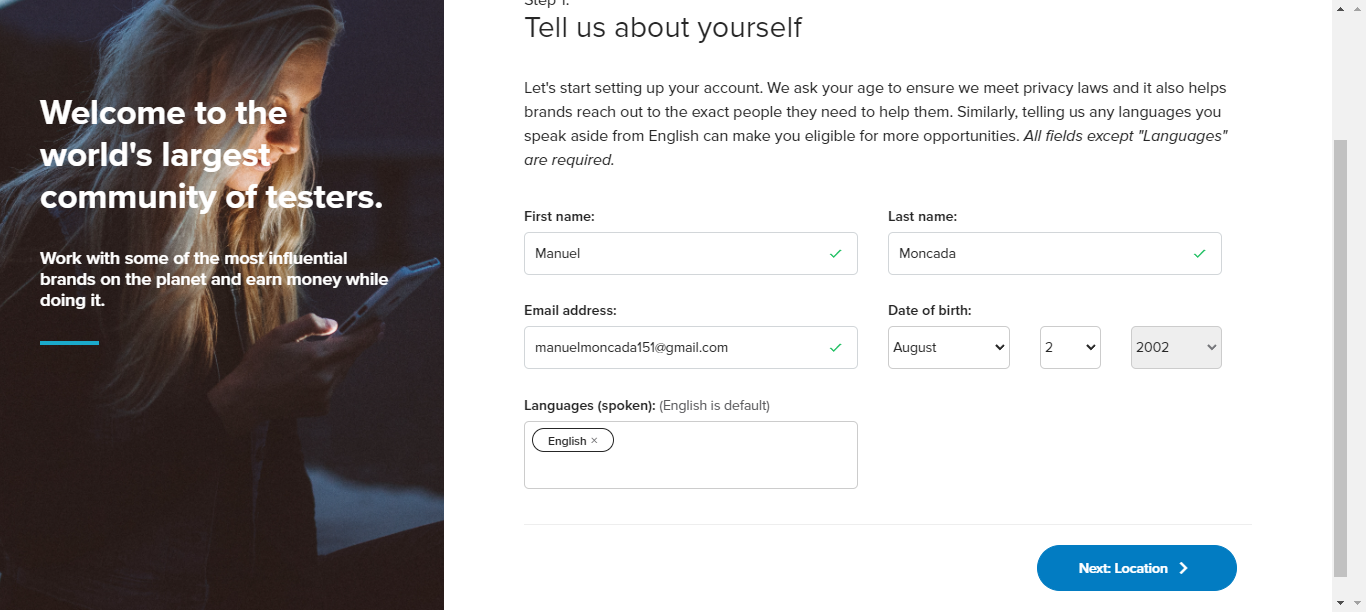 Welcome to the
world's largest
community of testers.
Work with some of the most influential
brands on the planet and earn money while
doing it.
Step 1:
Tell us about yourself
Let's start setting up your account. We ask your age to ensure we meet privacy laws and it also helps
brands reach out to the exact people they need to help them. Similarly, telling us any languages you
speak aside from English can make you eligible for more opportunities. All fields except "Languages"
are required.
First name:
Manuel
Last name:
Moncada
Email address:
manuelmoncada151@gmail.com
Date of birth:
August
2
2002
Languages (spoken): (English is default)
English ×
Next: Location